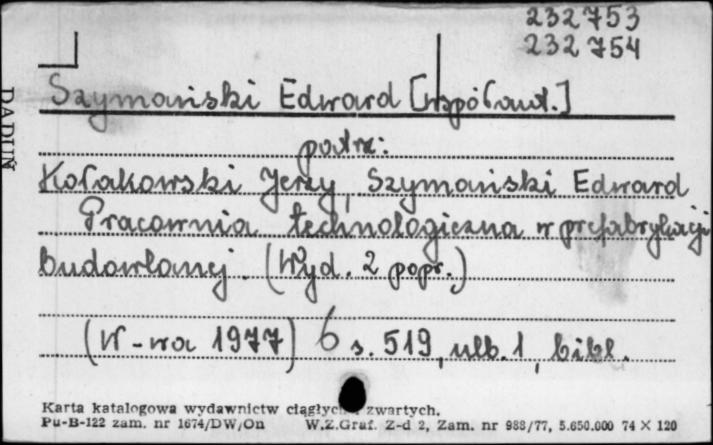 232753
232754
Szymański Edward [współaut.]
patrz:
Kołakowski Jerzy, Szymański Edward
Pracownia technologiczna w prefabrykacji
budowlanej. (Wyd. 2 popr.)
(W-wa 1977) 6 s. 519, nlb. 1, bibl.
Karta katalogowa wydawnictw ciągłych i zwartych.
Pu-B-122 zam. nr 1674/DW/On W.Z.Graf. Z-d 2, Zam. nr 988/77, 5.650.000 74 × 120